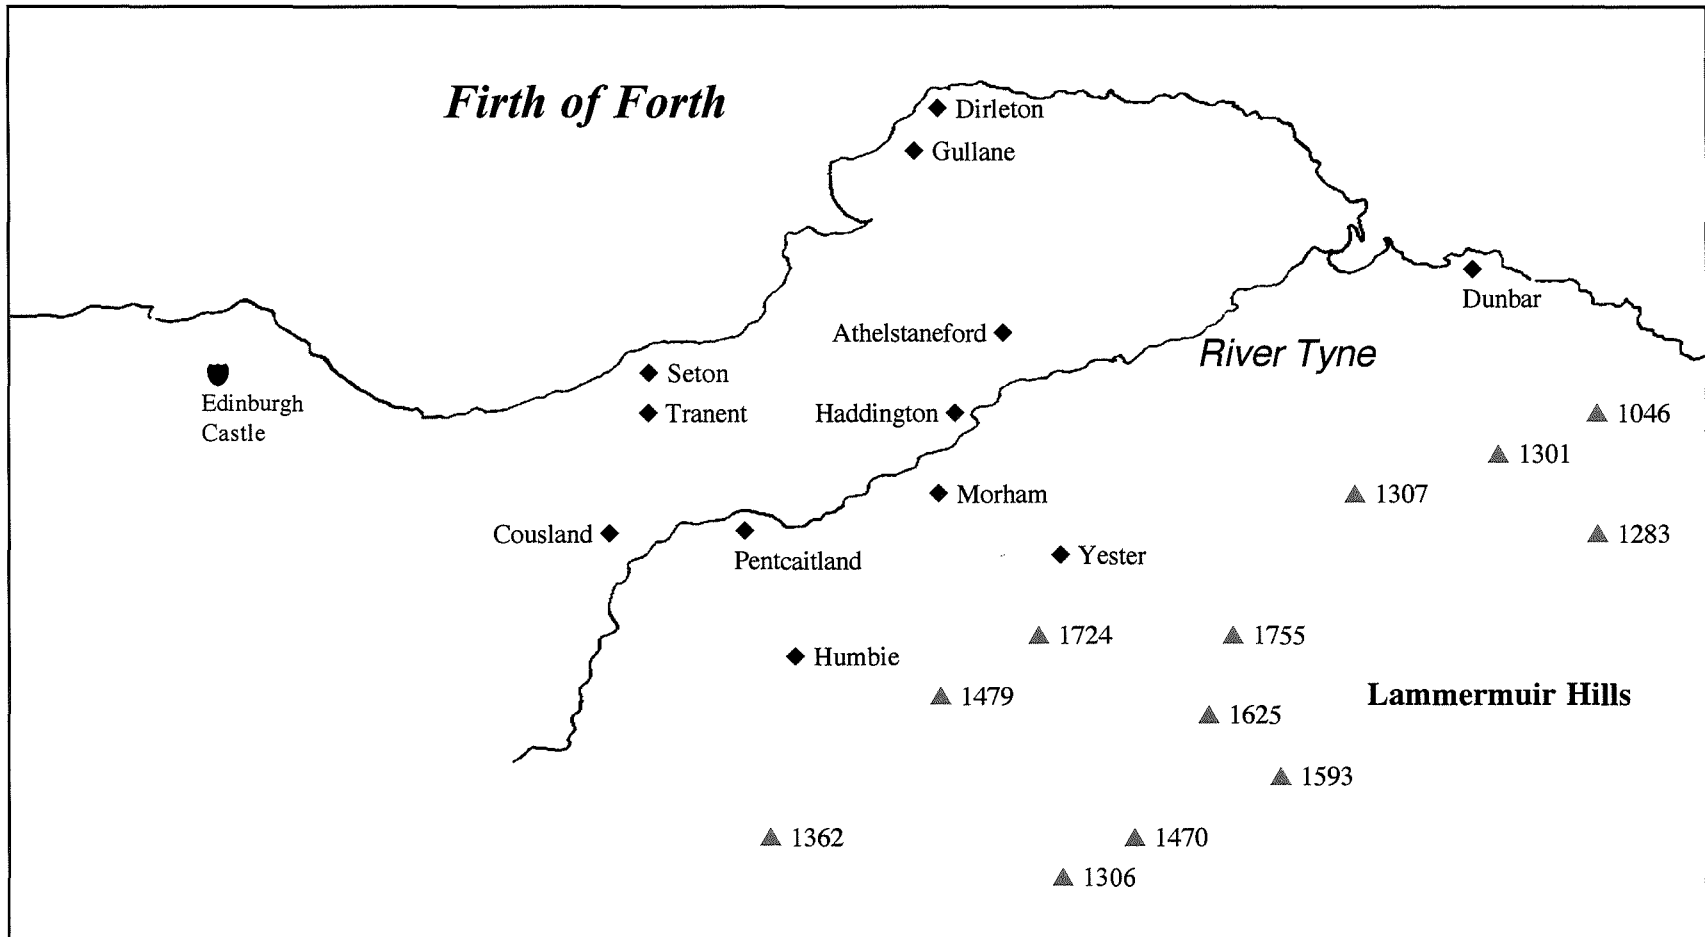 Firth of Forth
Dirleton
Gullane
Dunbar
Athelstaneford
River Tyne
Seton
Edinburgh
Castle
Tranent
Haddington
1046
1301
Morham
1307
Cousland
1283
Pentcaitland
Yester
1724
1755
Humbie
1479
Lammermuir Hills
1625
1593
1362
1470
1306